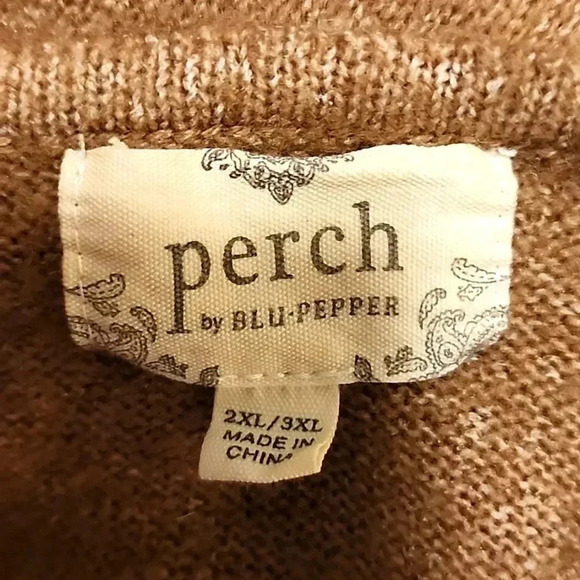 perch
by BLU·PEPPER
2XL/3XL
MADE IN
CHINA